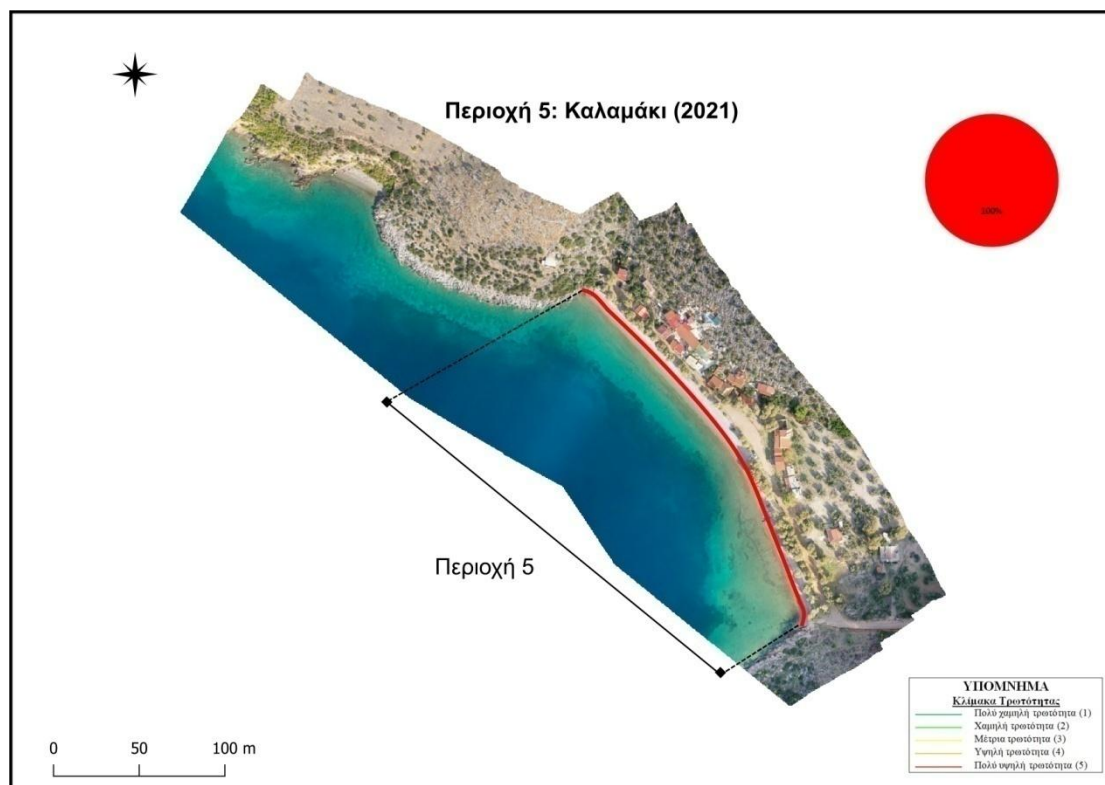 Περιοχή 5: Καλαμάκι (2021)
100%
Περιοχή 5
ΥΠΟΜΝΗΜΑ
Κλίμακα Τρωτότητας
Πολύ χαμηλή τρωτότητα (1)
Χαμηλή τρωτότητα (2)
Μέτρια τρωτότητα (3)
Υψηλή τρωτότητα (4)
Πολύ υψηλή τρωτότητα (5)
0 50 100 m